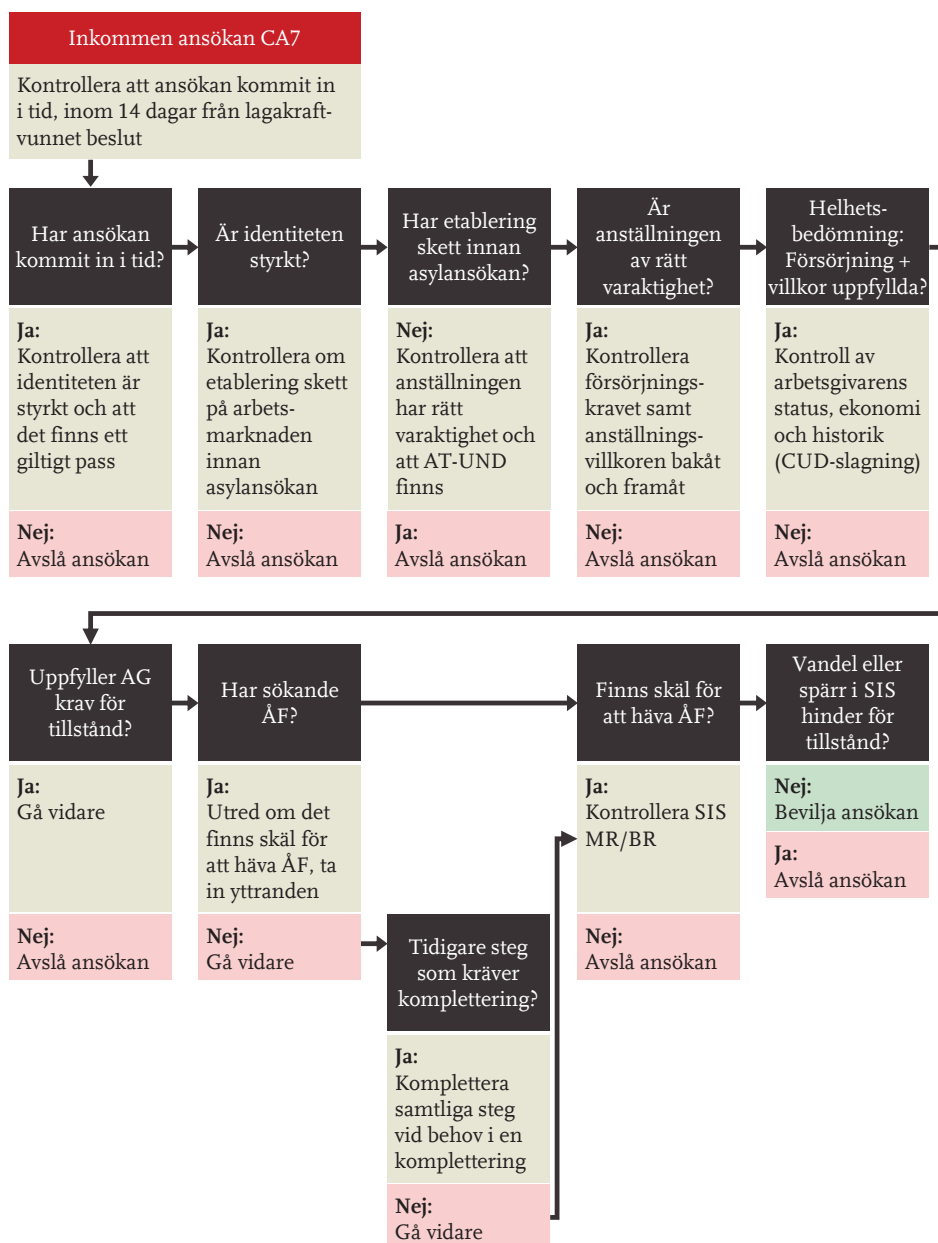 Inkommen ansökan CA7
Kontrollera att ansökan kommit in
i tid, inom 14 dagar från lagakraft-
vunnet beslut
Har ansökan
kommit in i tid?
Ja:
Kontrollera att
identiteten är
styrkt och att
det finns ett
giltigt pass
Nej:
Avslå ansökan
Är identiteten
styrkt?
Ja:
Kontrollera om
etablering skett
på arbets-
marknaden
innan
asylansökan
Nej:
Avslå ansökan
Har etablering
skett innan
asylansökan?
Nej:
Kontrollera att
anställningen
har rätt
varaktighet och
att AT-UND
finns
Ja:
Avslå ansökan
Är
anställningen
av rätt
varaktighet?
Ja:
Kontrollera
försörjnings-
kravet samt
anställnings-
villkoren bakåt
och framåt
Nej:
Avslå ansökan
Helhets-
bedömning:
Försörjning +
villkor uppfyllda?
Ja:
Kontroll av
arbetsgivarens
status, ekonomi
och historik
(CUD-slagning)
Nej:
Avslå ansökan
Uppfyller AG
krav för
tillstånd?
Ja:
Gå vidare
Nej:
Avslå ansökan
Har sökande
ÅF?
Ja:
Utred om det
finns skäl för
att häva ÅF, ta
in yttranden
Nej:
Gå vidare
Tidigare steg
som kräver
komplettering?
Ja:
Komplettera
samtliga steg
vid behov i en
komplettering
Nej:
Gå vidare
Finns skäl för
att häva ÅF?
Ja:
Kontrollera SIS
MR/BR
Nej:
Avslå ansökan
Vandel eller
spärr i SIS
hinder för
tillstånd?
Nej:
Bevilja ansökan
Ja:
Avslå ansökan